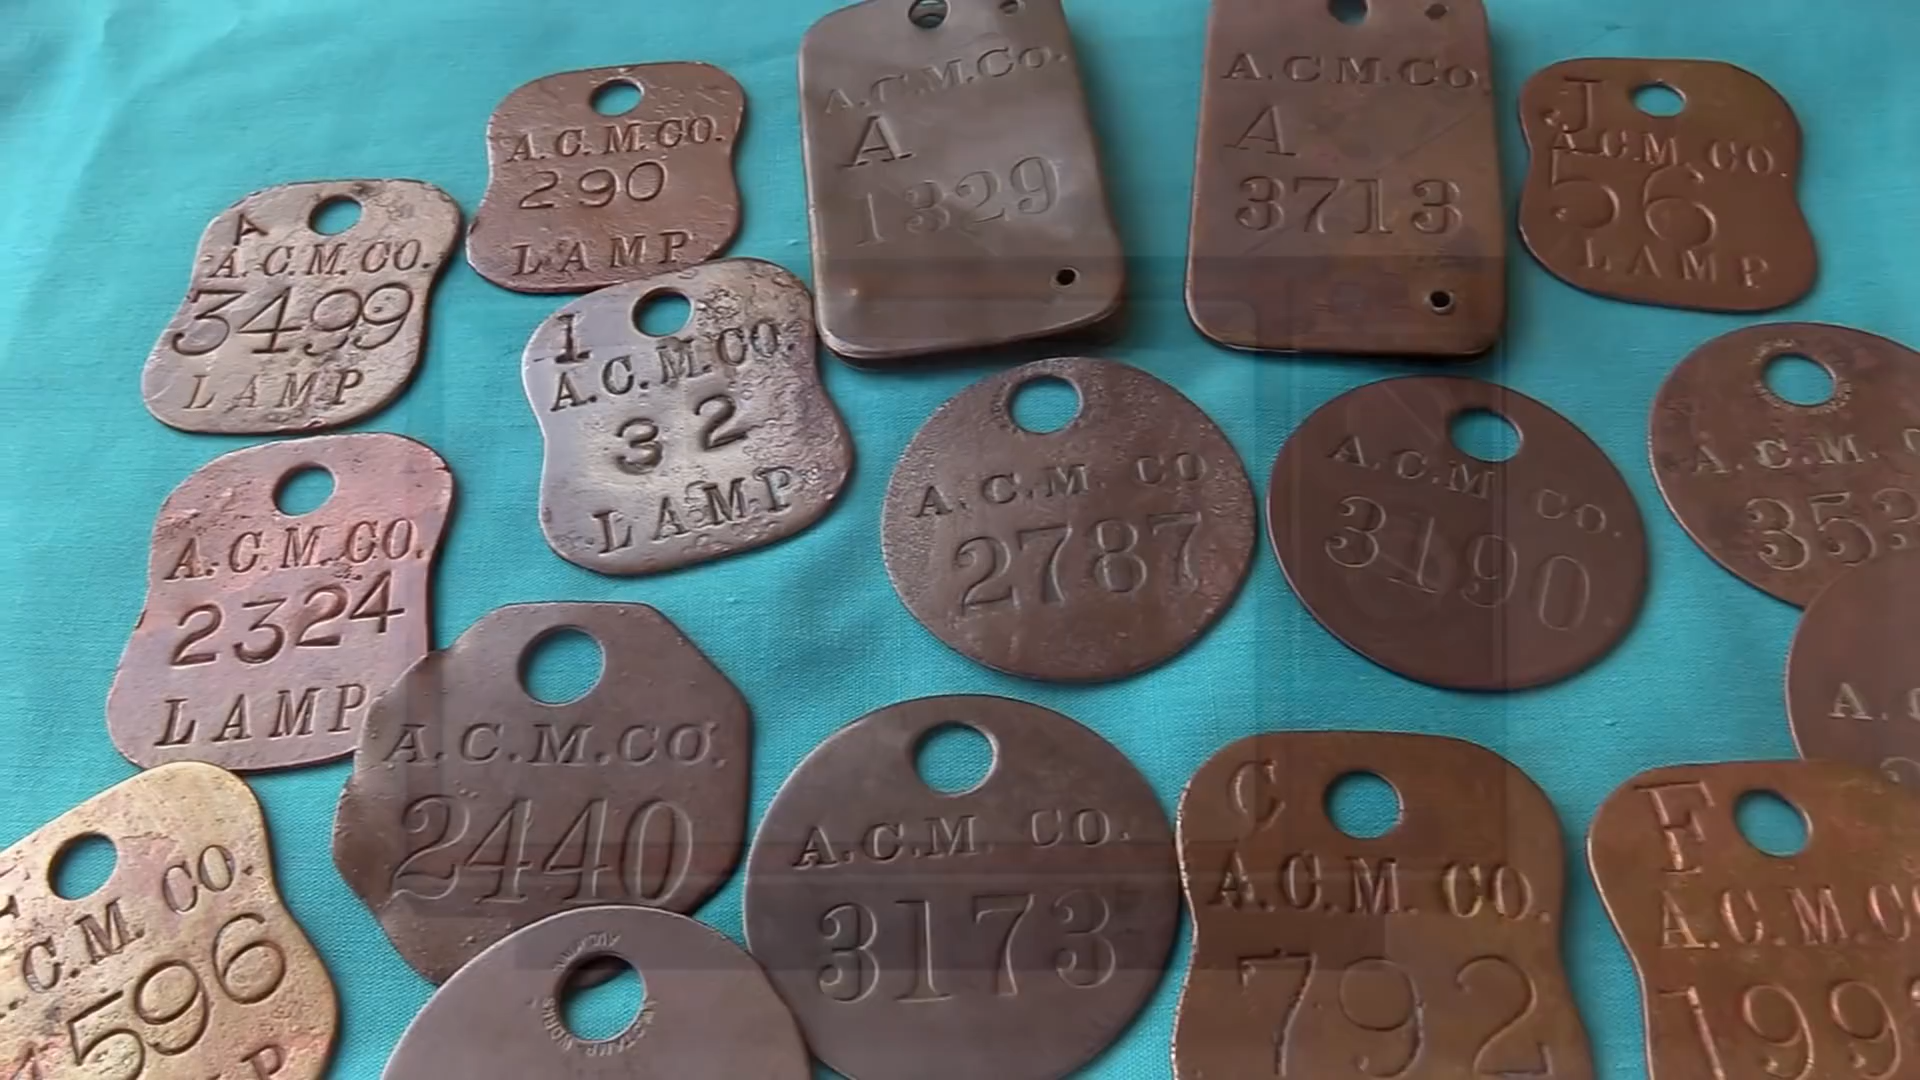 A.C.M.CO.
290
LAMP
A.C.M.Co.
A
1329
A.C.M.Co.
A
3713
J
A.C.M. CO.
56
LAMP
A
A.C.M.CO.
3499
LAMP
I
A.C.M.CO.
32
LAMP
A.C.M. CO
2787
A.C.M CO.
3190
A.C.M.
A.C.M.CO.
2324
LAMP
A.C.M.CO.
2440
A.C.M CO.
3173
C
A.C.M. CO.
792
F
A.C.M.CO
.C.M. CO.
596